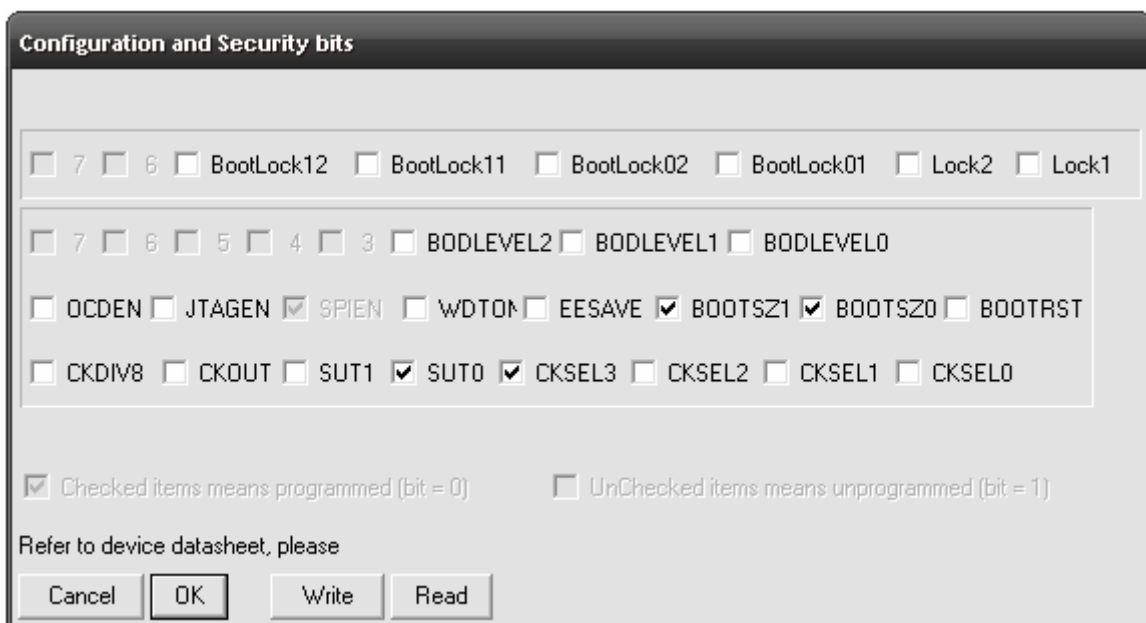 Configuration and Security bits
7 6 BootLock12 BootLock11 BootLock02 BootLock01 Lock2 Lock1
7 6 5 4 3 BODLEVEL2 BODLEVEL1 BODLEVEL0
OCDEN JTAGEN SPIEN WDTON EESAVE BOOTSZ1 BOOTSZ0 BOOTRST
CKDIV8 CKOUT SUT1 SUT0 CKSEL3 CKSEL2 CKSEL1 CKSEL0
Checked items means programmed (bit = 0) UnChecked items means unprogrammed (bit = 1)
Refer to device datasheet, please
Cancel OK Write Read